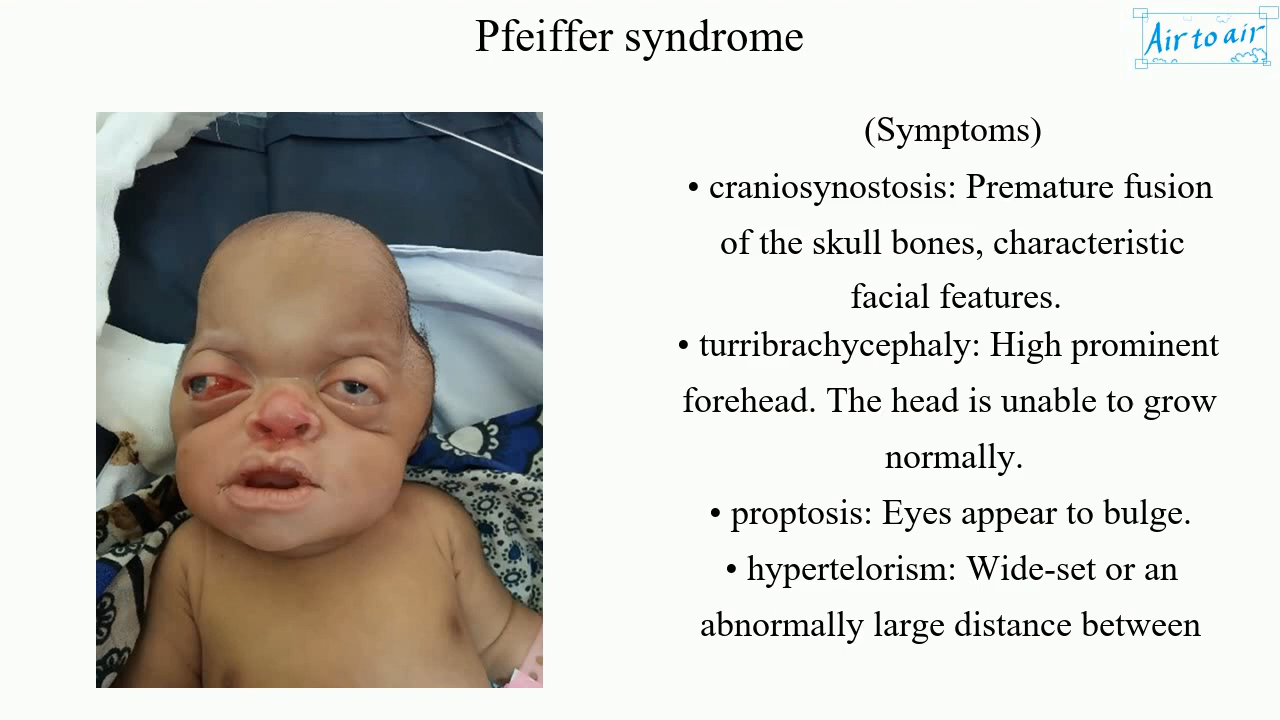 Pfeiffer syndrome
Air to air
(Symptoms)
• craniosynostosis: Premature fusion
of the skull bones, characteristic
facial features.
• turribrachycephaly: High prominent
forehead. The head is unable to grow
normally.
• proptosis: Eyes appear to bulge.
• hypertelorism: Wide-set or an
abnormally large distance between